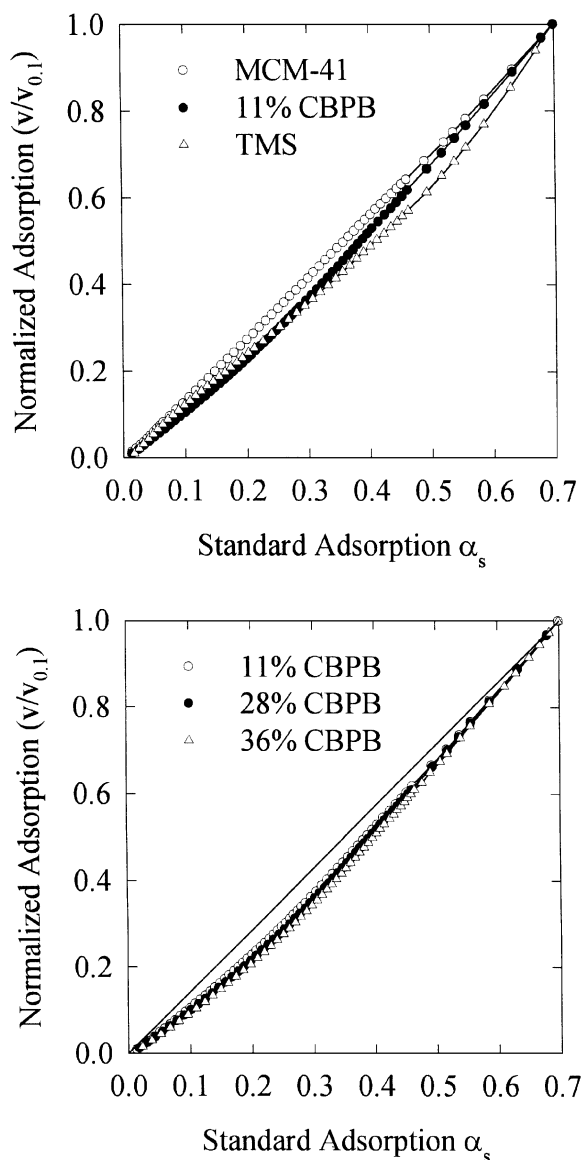 Normalized Adsorption (v/v0.1)
1.0
0.8
0.6
0.4
0.2
0.0
MCM-41
11% CBPB
TMS
0.0 0.1 0.2 0.3 0.4 0.5 0.6 0.7
Standard Adsorption αs
Normalized Adsorption (v/v0.1)
1.0
0.8
0.6
0.4
0.2
0.0
11% CBPB
28% CBPB
36% CBPB
0.0 0.1 0.2 0.3 0.4 0.5 0.6 0.7
Standard Adsorption αs